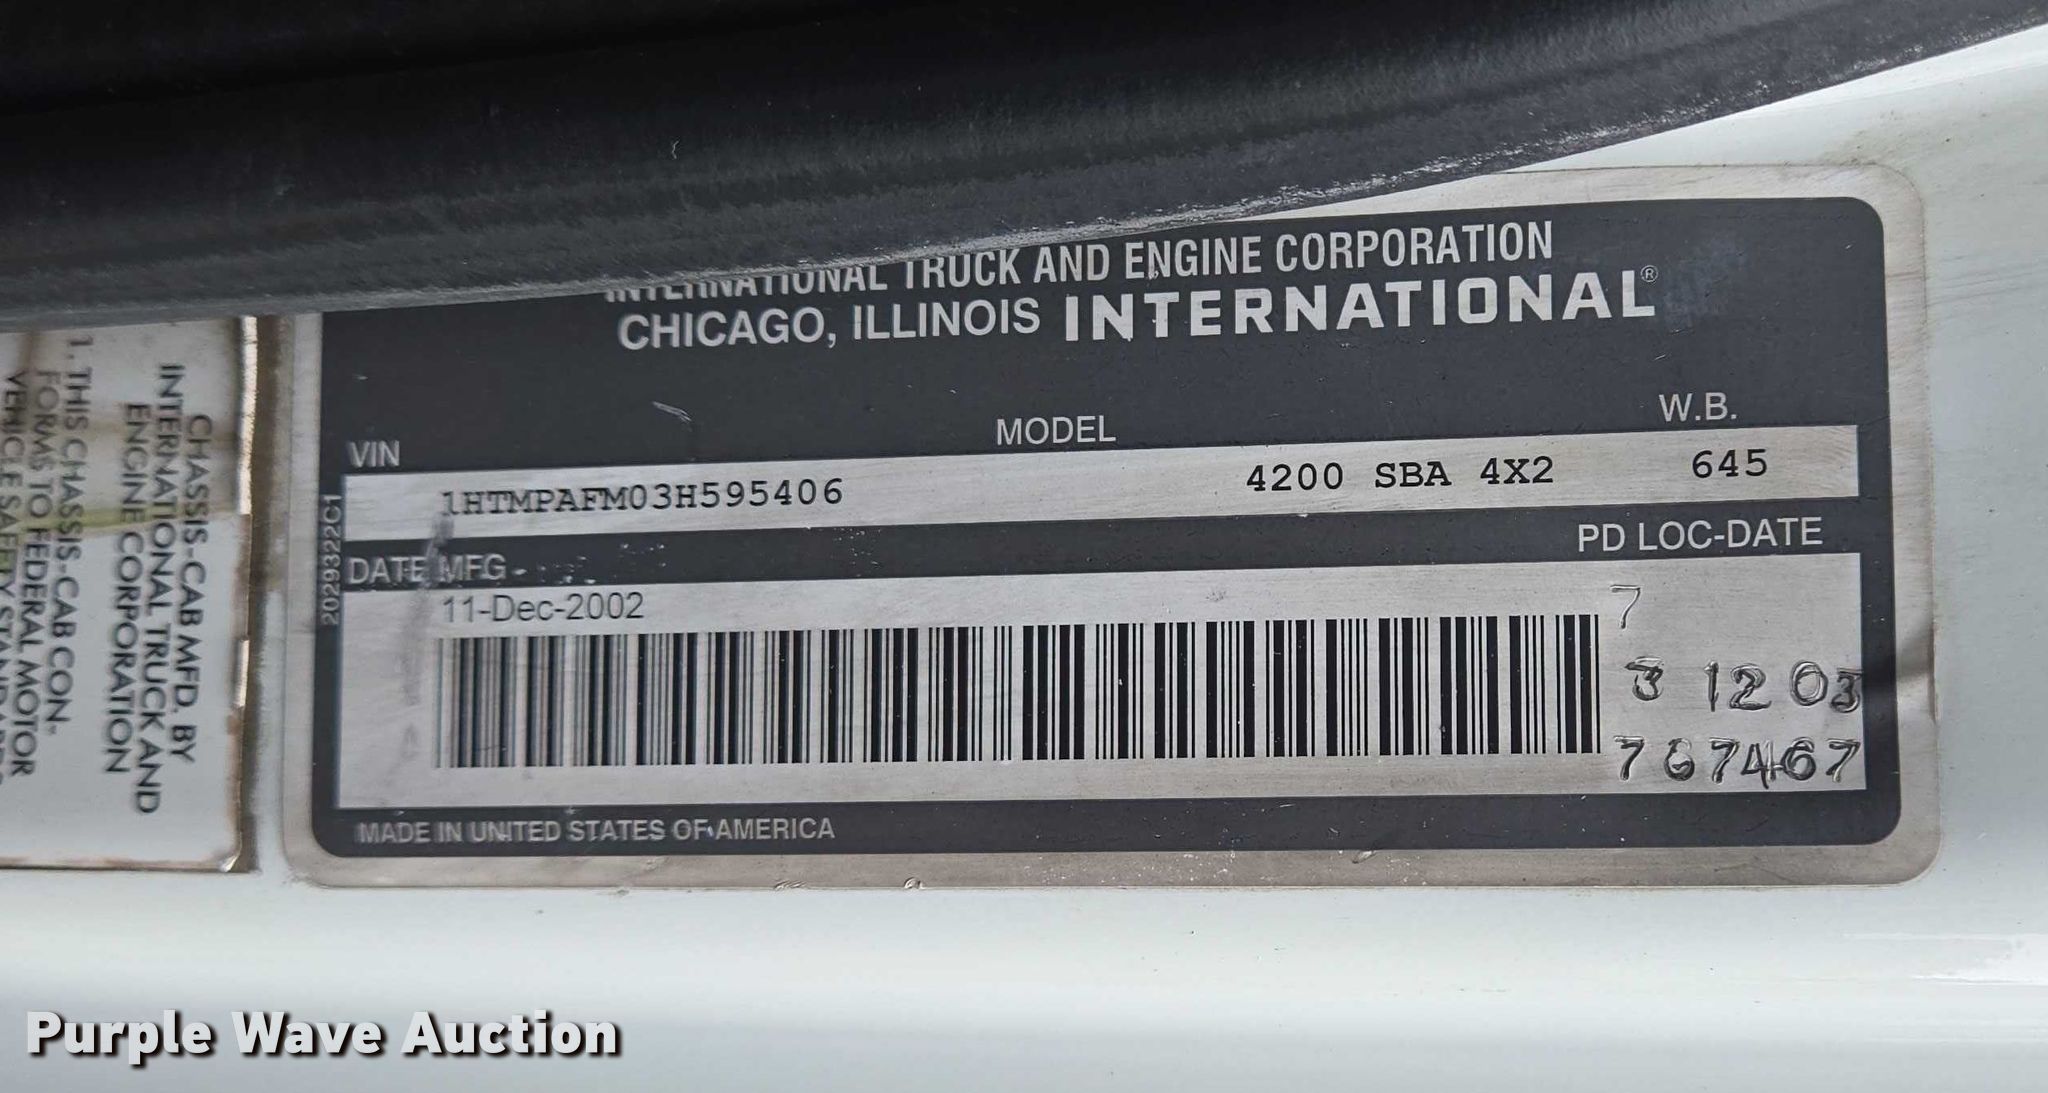 INTERNATIONAL TRUCK AND ENGINE CORPORATION
CHICAGO, ILLINOIS INTERNATIONAL®
VIN MODEL W.B.
1HTMPAFM03H595406 4200 SBA 4X2 645
DATE MFG PD LOC-DATE
11-Dec-2002 7
3 12 03
767467
MADE IN UNITED STATES OF AMERICA
2029322C1
CHASSIS-CAB MFD. BY
INTERNATIONAL TRUCK AND
ENGINE CORPORATION
1. THIS CHASSIS-CAB CON-
FORMS TO FEDERAL MOTOR
VEHICLE SAFETY
Purple Wave Auction